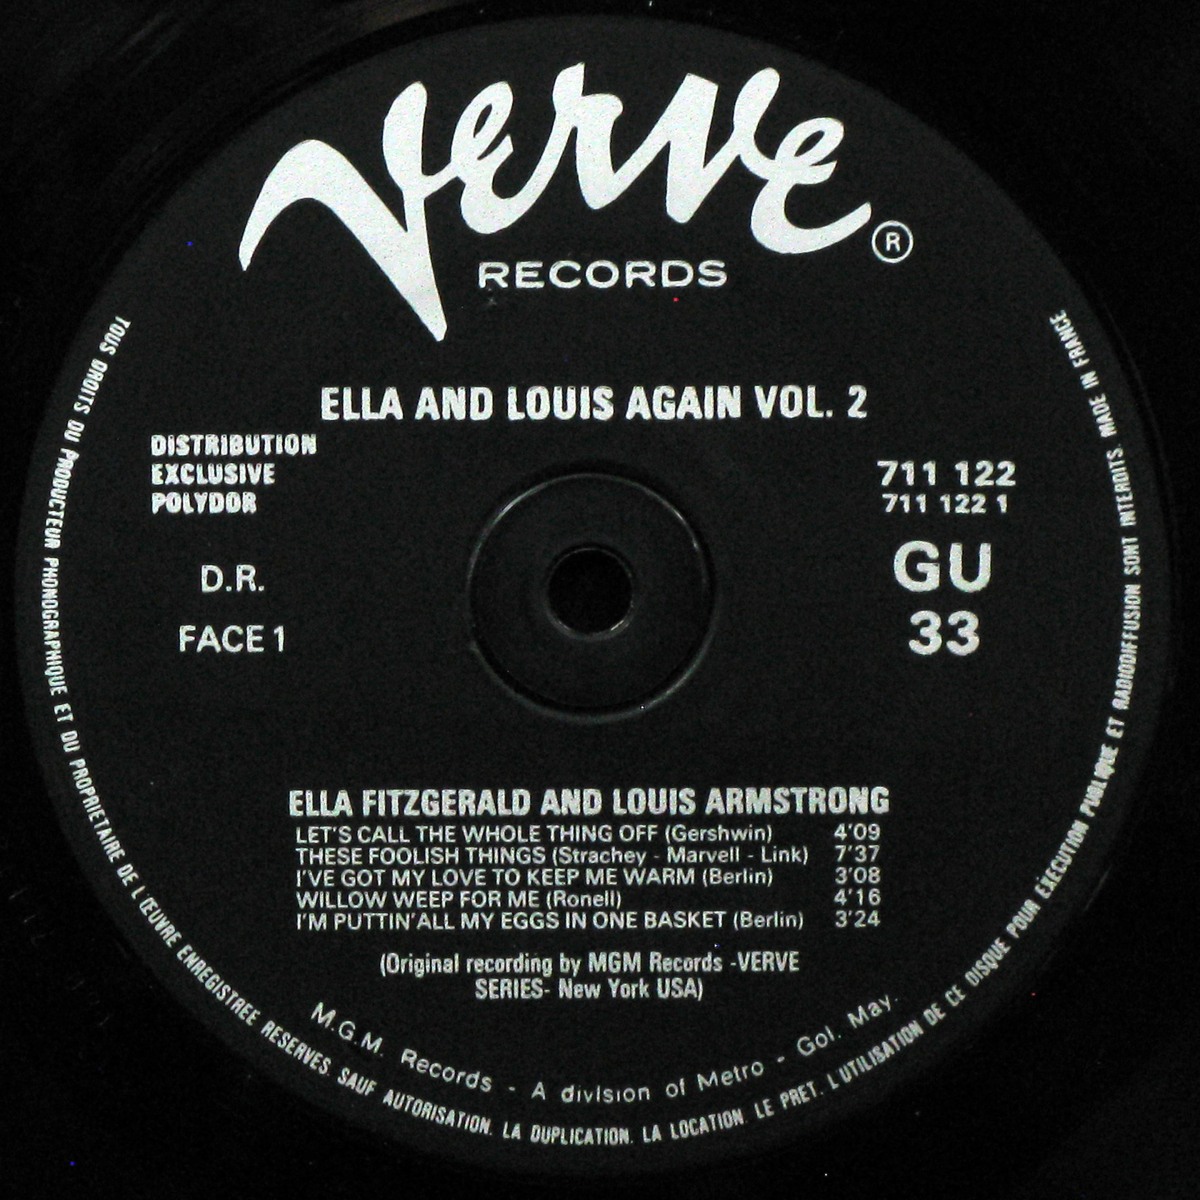 Verve
®
RECORDS
ELLA AND LOUIS AGAIN VOL. 2
DISTRIBUTION
EXCLUSIVE
POLYDOR
711 122
711 122 1
D.R.
GU
FACE 1
33
ELLA FITZGERALD AND LOUIS ARMSTRONG
LET'S CALL THE WHOLE THING OFF (Gershwin) 4'09
THESE FOOLISH THINGS (Strachey - Marvell - Link) 7'37
I'VE GOT MY LOVE TO KEEP ME WARM (Berlin) 3'08
WILLOW WEEP FOR ME (Ronell) 4'16
I'M PUTTIN'ALL MY EGGS IN ONE BASKET (Berlin) 3'24
(Original recording by MGM Records -VERVE
SERIES- New York USA)
M.G.M. Records - A division of Metro - Gol. May.
TOUS DROITS DU PRODUCTEUR PHONOGRAPHIQUE ET DU PROPRIETAIRE DE L'ŒUVRE ENREGISTREE RESERVES SAUF AUTORISATION. LA DUPLICATION. LA LOCATION. LE PRET. L'UTILISATION DE CE DISQUE POUR EXECUTION PUBLIQUE ET RADIODIFFUSION SONT INTERDITS. MADE IN FRANCE